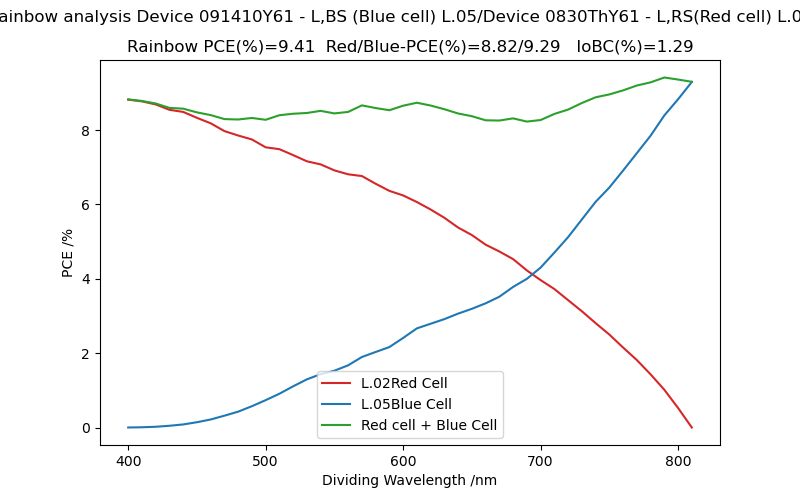 ainbow analysis Device 091410Y61 - L,BS (Blue cell) L.05/Device 0830ThY61 - L,RS(Red cell) L.0
Rainbow PCE(%)=9.41 Red/Blue-PCE(%)=8.82/9.29 IoBC(%)=1.29
PCE /%
8
6
4
2
0
L.02Red Cell
L.05Blue Cell
Red cell + Blue Cell
400 500 600 700 800
Dividing Wavelength /nm